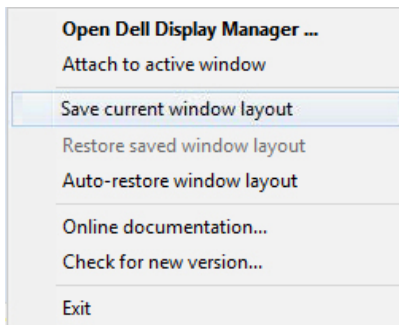 Open Dell Display Manager ...
Attach to active window
Save current window layout
Restore saved window layout
Auto-restore window layout
Online documentation...
Check for new version...
Exit